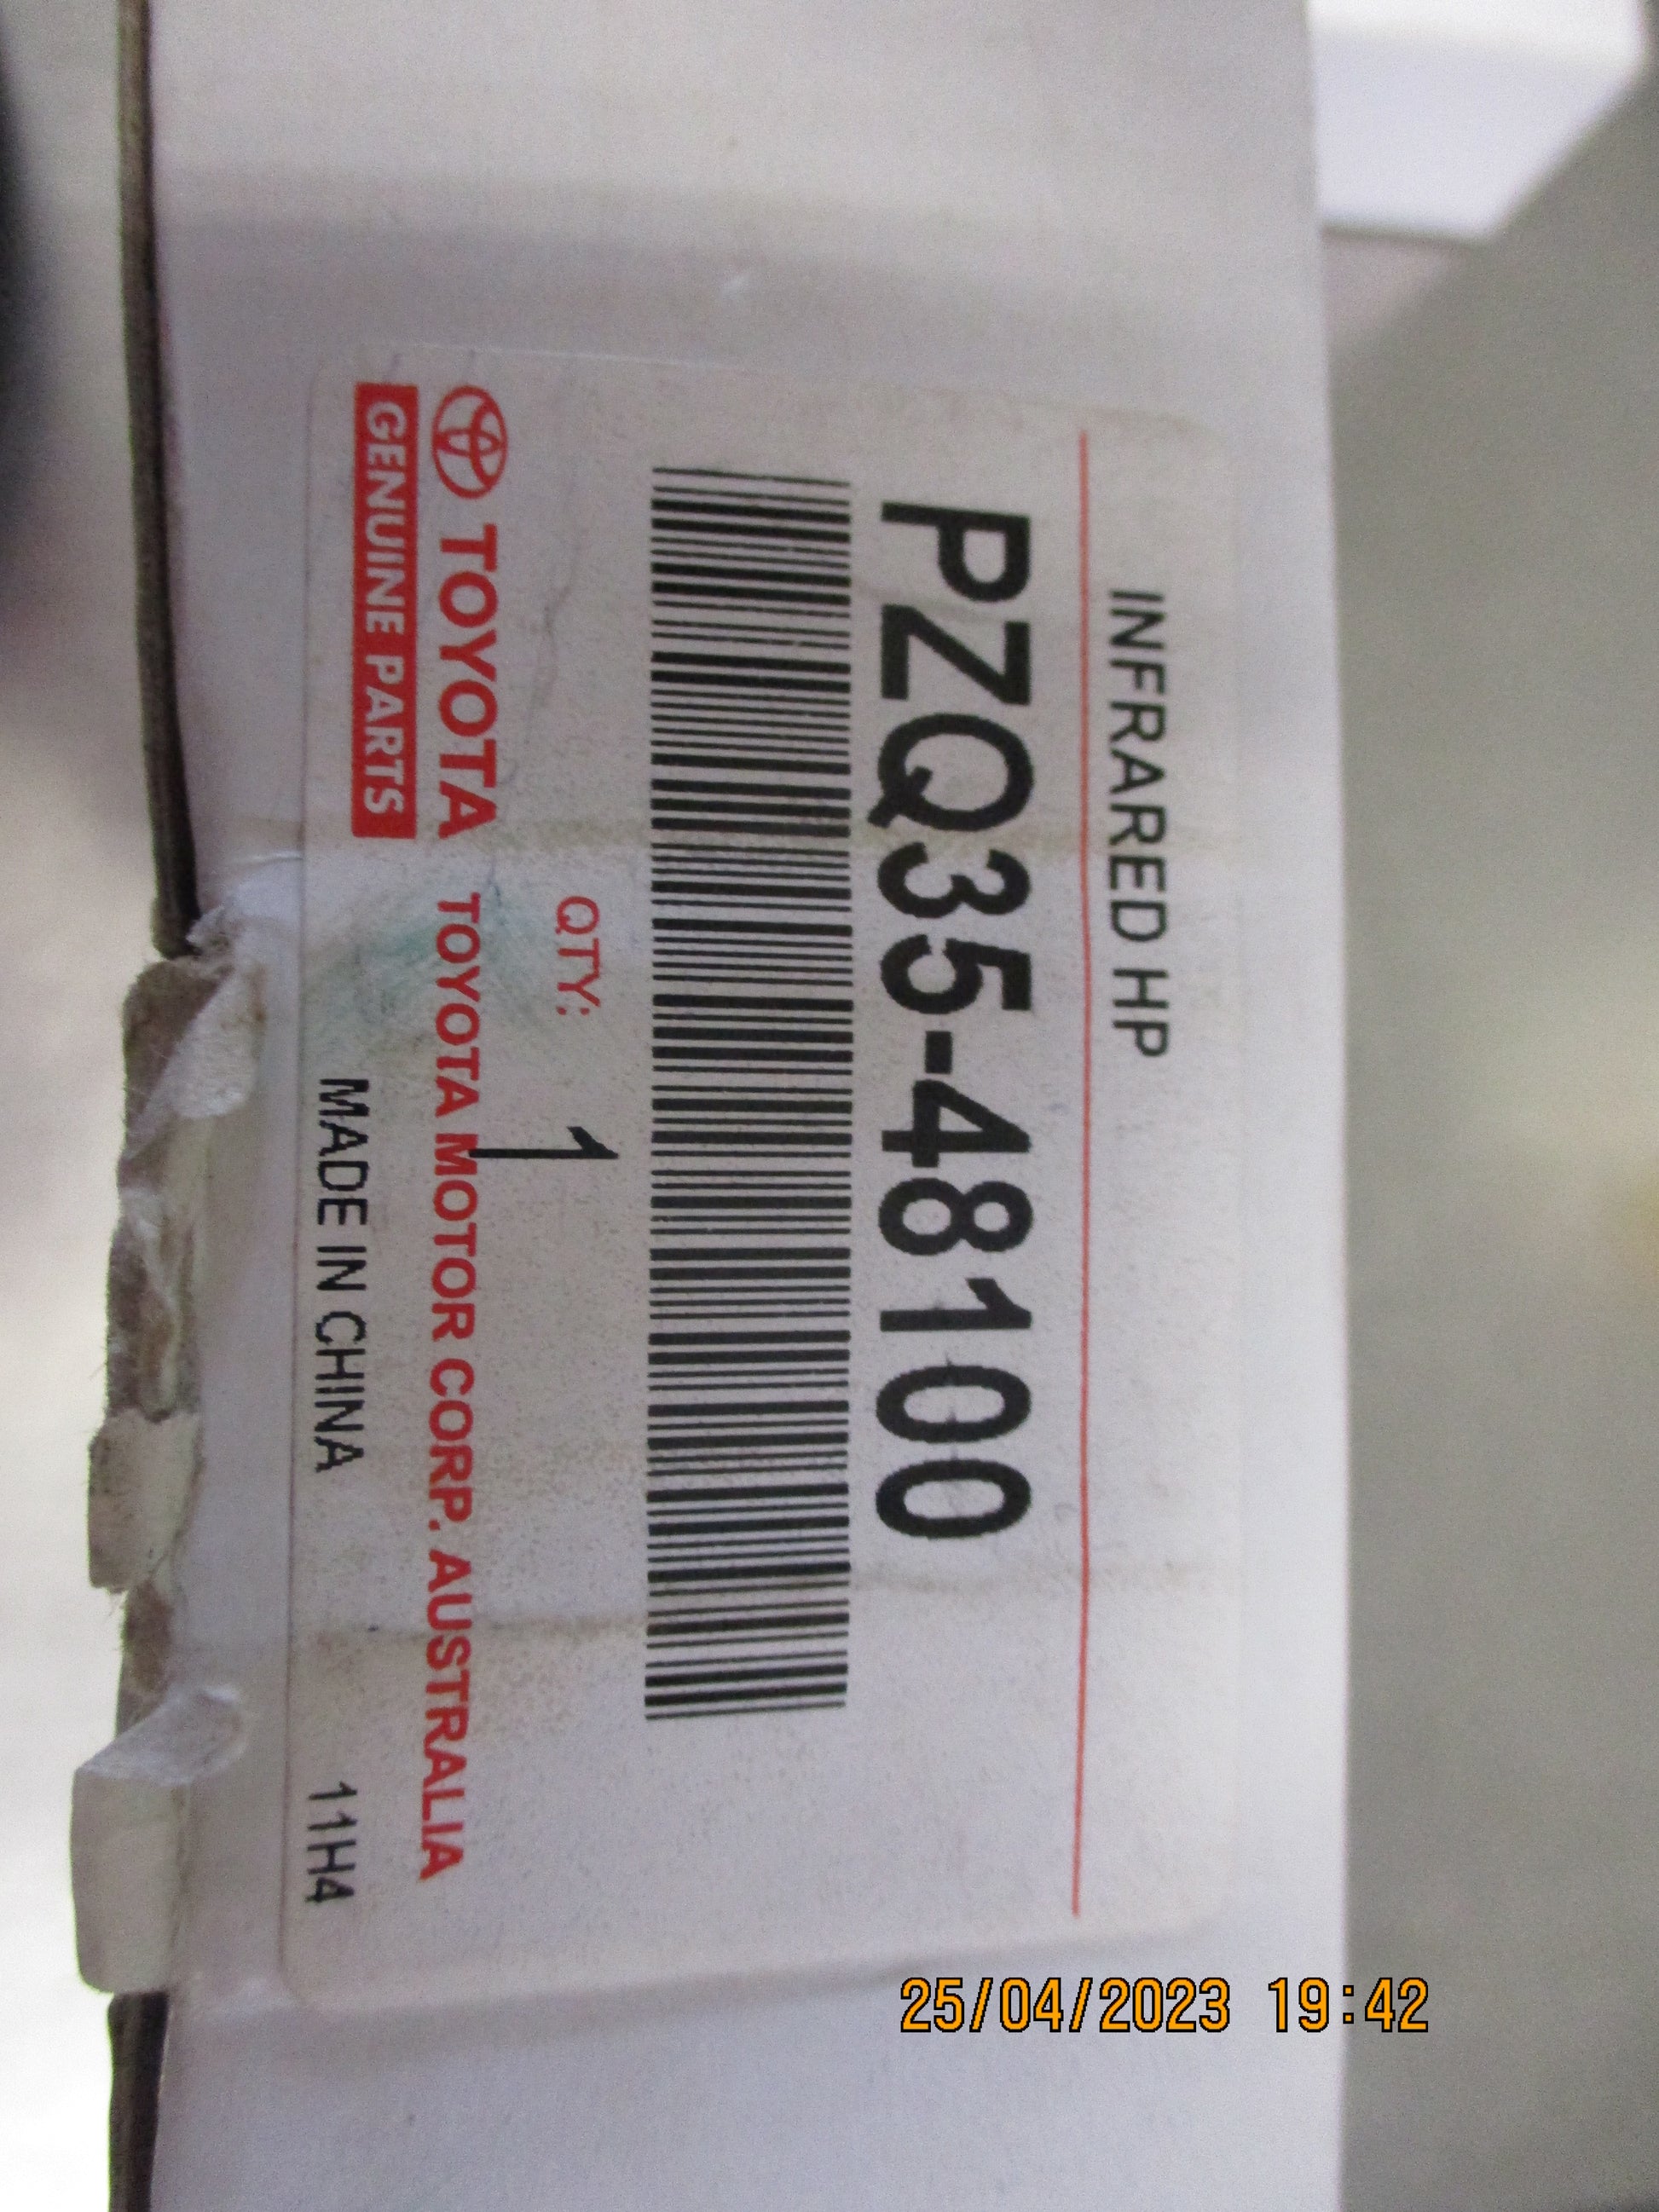 INFRARED HP
PZQ35-48100
QTY: 1
TOYOTA TOYOTA MOTOR CORP. AUSTRALIA
GENUINE PARTS
MADE IN CHINA 11H4
25/04/2023 19:42